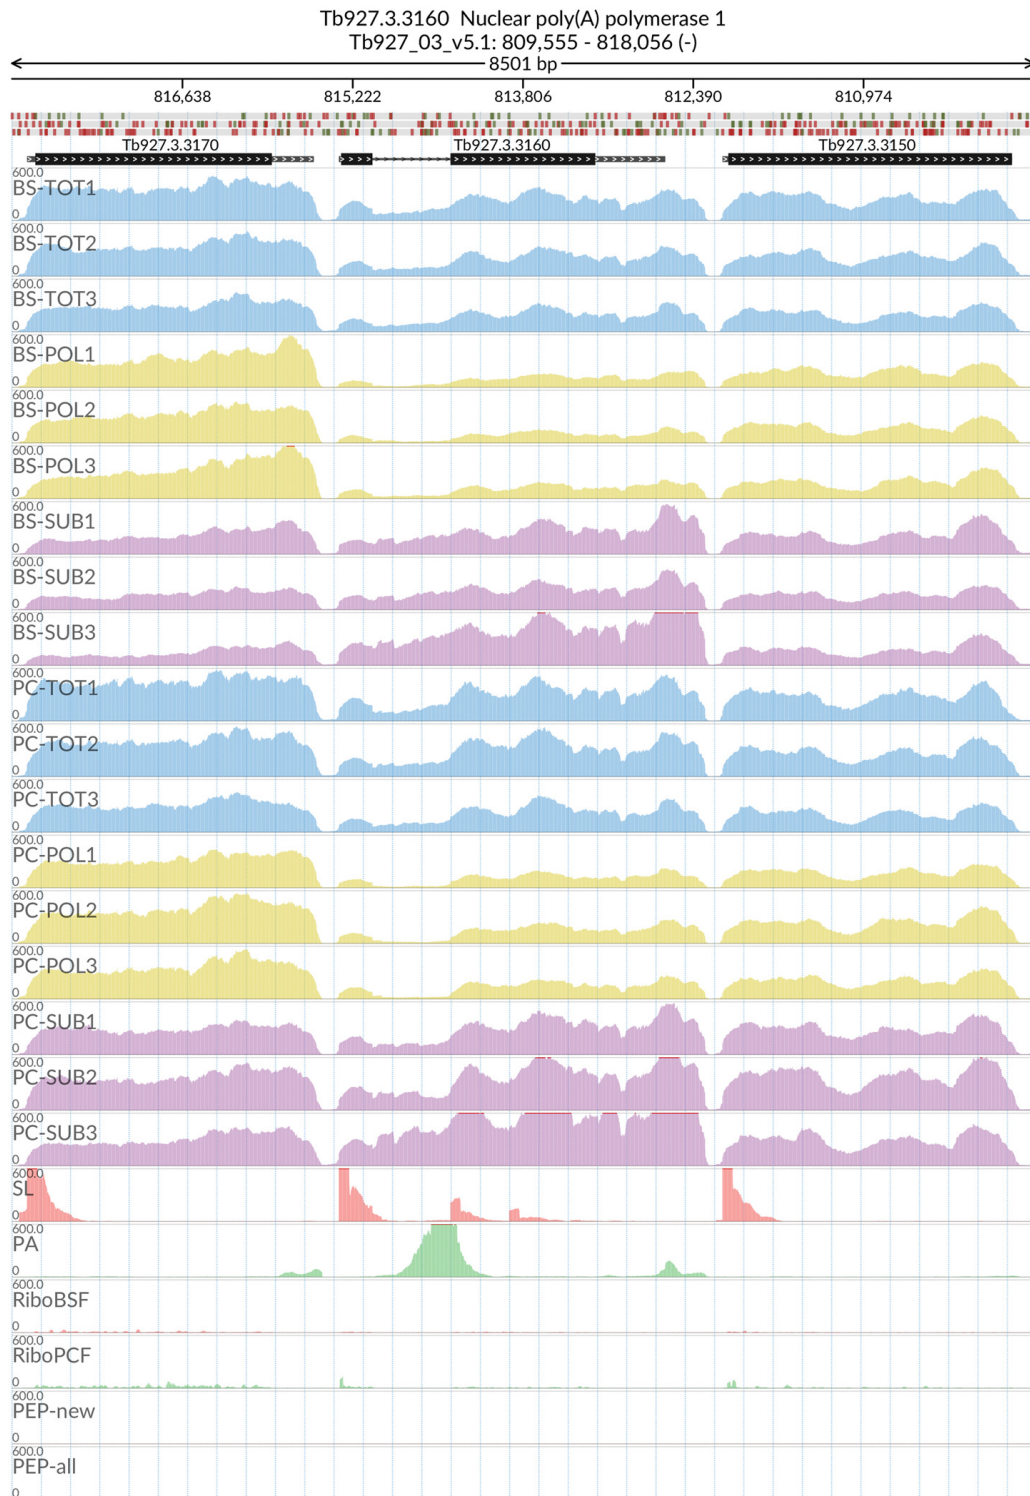 Tb927.3.3160 Nuclear poly(A) polymerase 1
Tb927_03_v5.1: 809,555 - 818,056 (-)
8501 bp
816,638 815,222 813,806 812,390 810,974
Tb927.3.3170 Tb927.3.3160 Tb927.3.3150
600.0
BS-TOT1
0
600.0
BS-TOT2
0
600.0
BS-TOT3
0
600.0
BS-POL1
0
600.0
BS-POL2
0
600.0
BS-POL3
0
600.0
BS-SUB1
0
600.0
BS-SUB2
0
600.0
BS-SUB3
0
600.0
PC-TOT1
0
600.0
PC-TOT2
0
600.0
PC-TOT3
0
600.0
PC-POL1
0
600.0
PC-POL2
0
600.0
PC-POL3
0
600.0
PC-SUB1
0
600.0
PC-SUB2
0
600.0
PC-SUB3
0
600.0
SL
0
600.0
PA
0
600.0
RiboBSF
0
600.0
RiboPCF
0
600.0
PEP-new
0
600.0
PEP-all
0